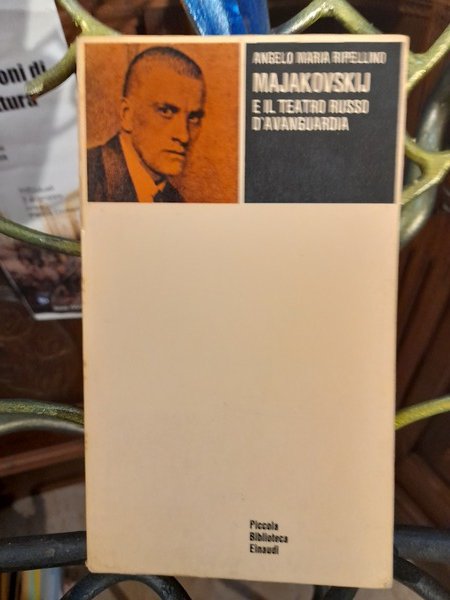 ANGELO MARIA RIPELLINO
MAJAKOVSKIJ
E IL TEATRO RUSSO
D'AVANGUARDIA
Piccola
Biblioteca
Einaudi
oni di
tura